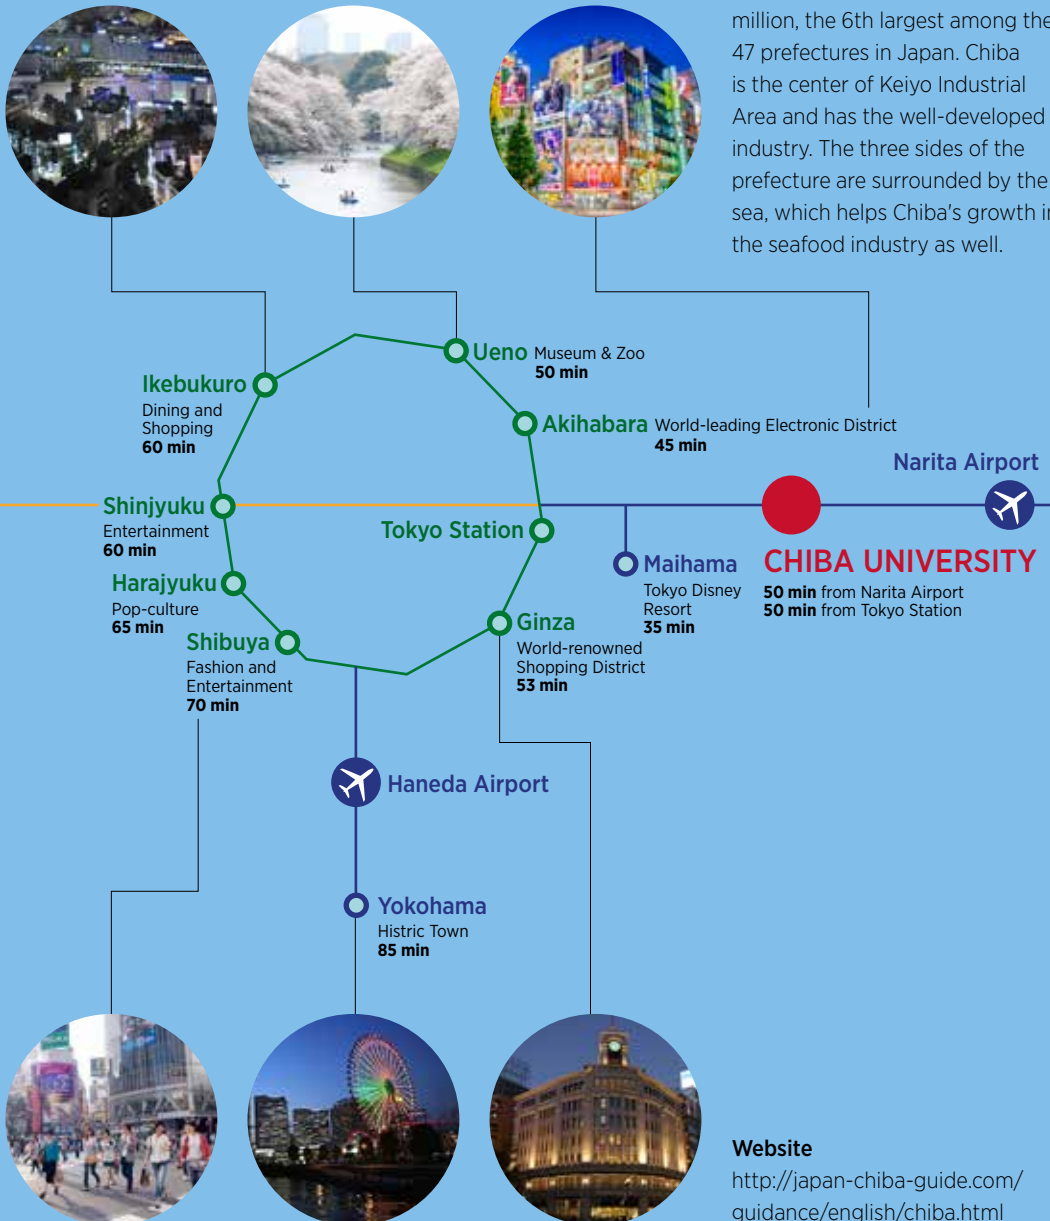 million, the 6th largest among the
47 prefectures in Japan. Chiba
is the center of Keiyo Industrial
Area and has the well-developed
industry. The three sides of the
prefecture are surrounded by the
sea, which helps Chiba's growth in
the seafood industry as well.
Ueno Museum & Zoo
50 min
Ikebukuro
Dining and
Shopping
60 min
Akihabara World-leading Electronic District
45 min
Narita Airport
Shinjyuku
Entertainment
60 min
Tokyo Station
Maihama
Tokyo Disney
Resort
35 min
CHIBA UNIVERSITY
50 min from Narita Airport
50 min from Tokyo Station
Harajyuku
Pop-culture
65 min
Shibuya
Fashion and
Entertainment
70 min
Ginza
World-renowned
Shopping District
53 min
Haneda Airport
Yokohama
Histric Town
85 min
Website
http://japan-chiba-guide.com/
guidance/english/chiba.html